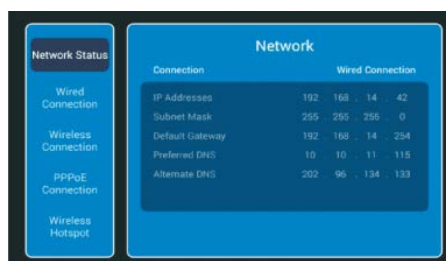 Network Status
Wired
Connection
Wireless
Connection
PPPoE
Connection
Wireless
Hotspot
Network
Connection Wired Connection
IP Addresses 192 . 168 . 14 . 42
Subnet Mask 255 . 255 . 255 . 0
Default Gateway 192 . 168 . 14 . 254
Preferred DNS 10 . 10 . 11 . 115
Alternate DNS 202 . 96 . 134 . 133